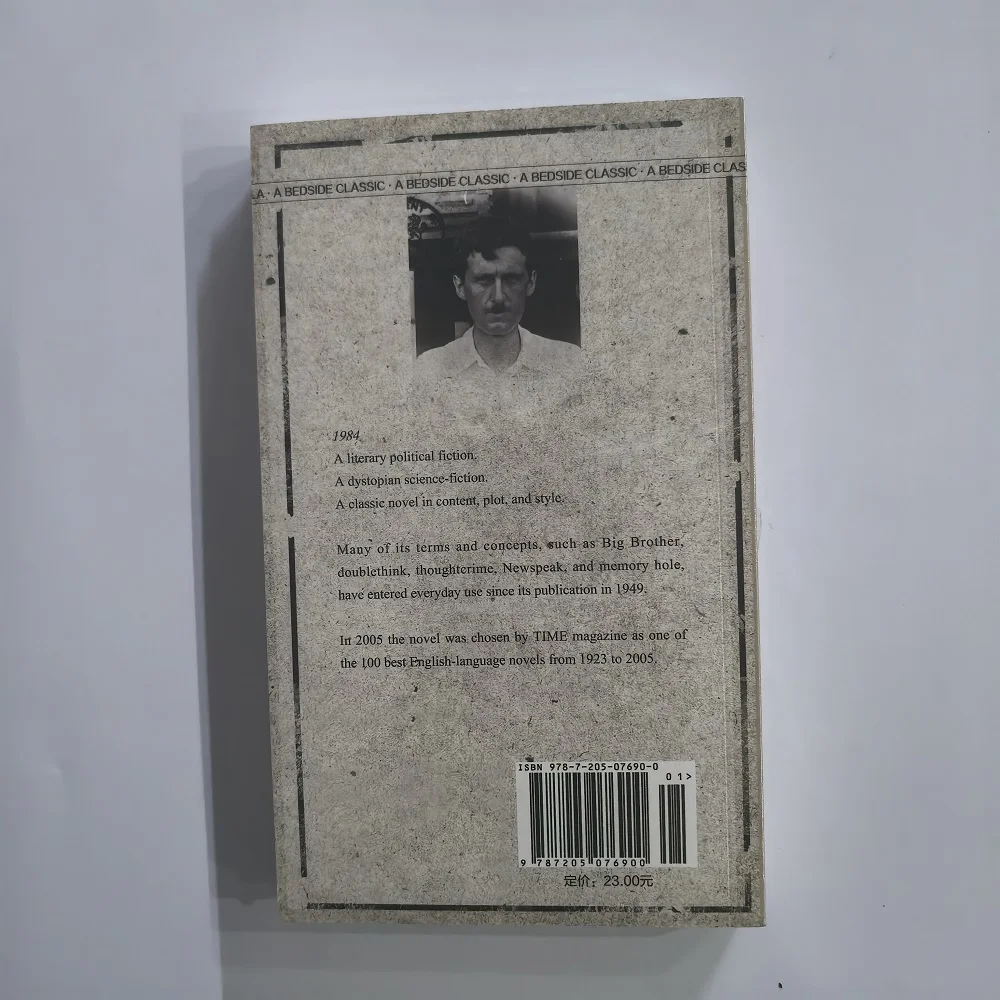 LA · A BEDSIDE CLASSIC · A BEDSIDE CLASSIC · A BEDSIDE CLASSIC · A BEDSIDE CLAS
1984
A literary political fiction.
A dystopian science-fiction.
A classic novel in content, plot, and style.
Many of its terms and concepts, such as Big Brother,
doublethink, thoughtcrime, Newspeak, and memory hole,
have entered everyday use since its publication in 1949.
In 2005 the novel was chosen by TIME magazine as one of
the 100 best English-language novels from 1923 to 2005.
ISBN 978-7-205-07690-0
01>
9 787205 076900
定价：23.00元